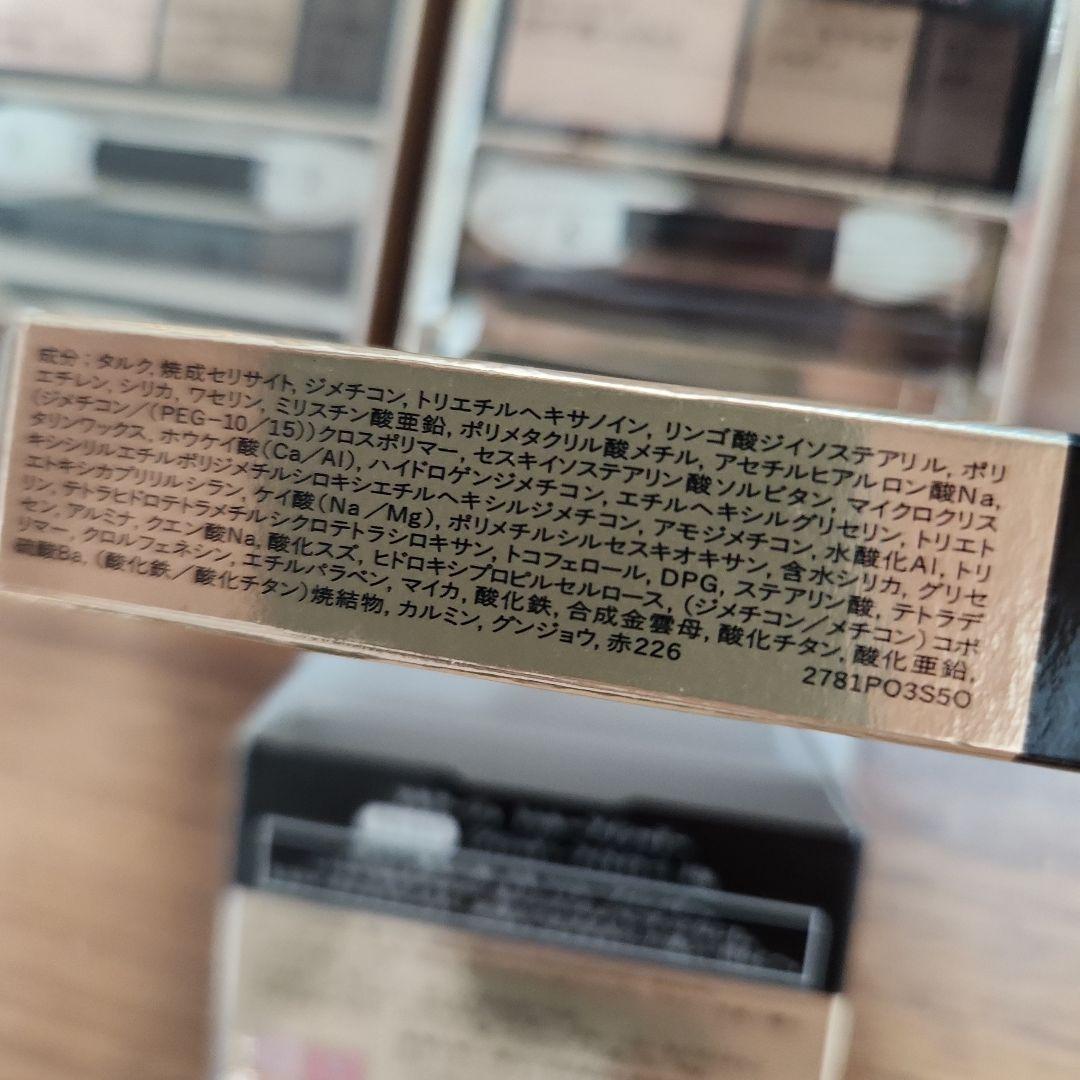 成分：タルク, 焼成セリサイト, ジメチコン, トリエチルヘキサノイン, リンゴ酸ジイソステアリル, ポリ
エチレン, シリカ, ワセリン, ミリスチン酸亜鉛, ポリメタクリル酸メチル, アセチルヒアルロン酸Na,
(ジメチコン／(PEG-10／15))クロスポリマー, セスキイソステアリン酸ソルビタン, マイクロクリス
タリンワックス, ホウケイ酸(Ca／Al), ハイドロゲンジメチコン, エチルヘキシルグリセリン, トリエト
キシシリルエチルポリジメチルシロキシエチルヘキシルジメチコン, アモジメチコン, 水酸化Al, トリ
エトキシカプリリルシラン, ケイ酸(Na／Mg), ポリメチルシルセスキオキサン, 含水シリカ, グリセ
リン, テトラヒドロテトラメチルシクロテトラシロキサン, トコフェロール, DPG, ステアリン酸, テトラデ
セン, アルミナ, クエン酸Na, 酸化スズ, ヒドロキシプロピルセルロース, (ジメチコン／メチコン)コポ
リマー, クロルフェネシン, エチルパラベン, マイカ, 酸化鉄, 合成金雲母, 酸化チタン, 酸化亜鉛,
硫酸Ba, (酸化鉄／酸化チタン)焼結物, カルミン, グンジョウ, 赤226
2781PO3S5O